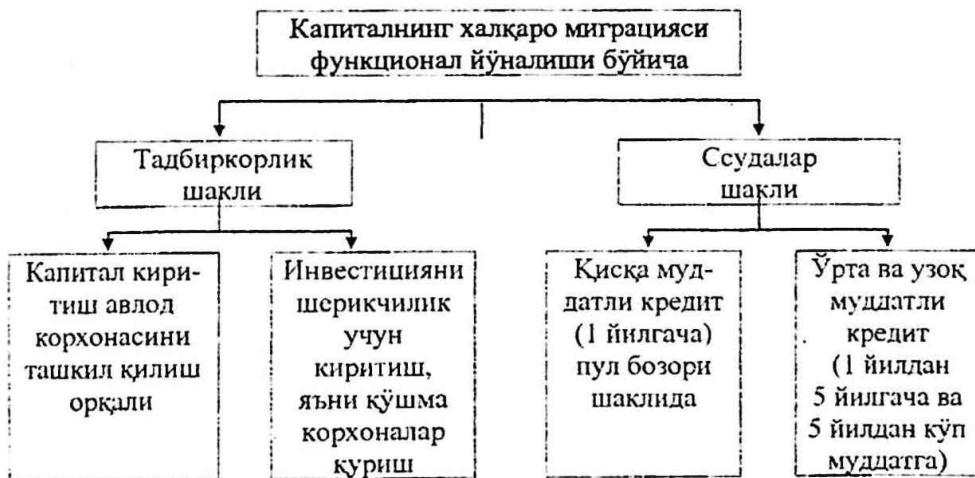 Капиталнинг халқаро миграцияси
функционал йўналиши бўйича
Тадбиркорлик
шакли
Ссудалар
шакли
Капитал кири-
тиш авлод
корхонасини
ташкил қилиш
орқали
Инвестицияни
шерикчилик
учун
киритиш,
яъни қўшма
корхоналар
қуриш
Қисқа муд-
датли кредит
(1 йилгача)
пул бозори
шаклида
Ўрта ва узоқ
муддатли
кредит
(1 йилдан
5 йилгача ва
5 йилдан кўп
муддатга)